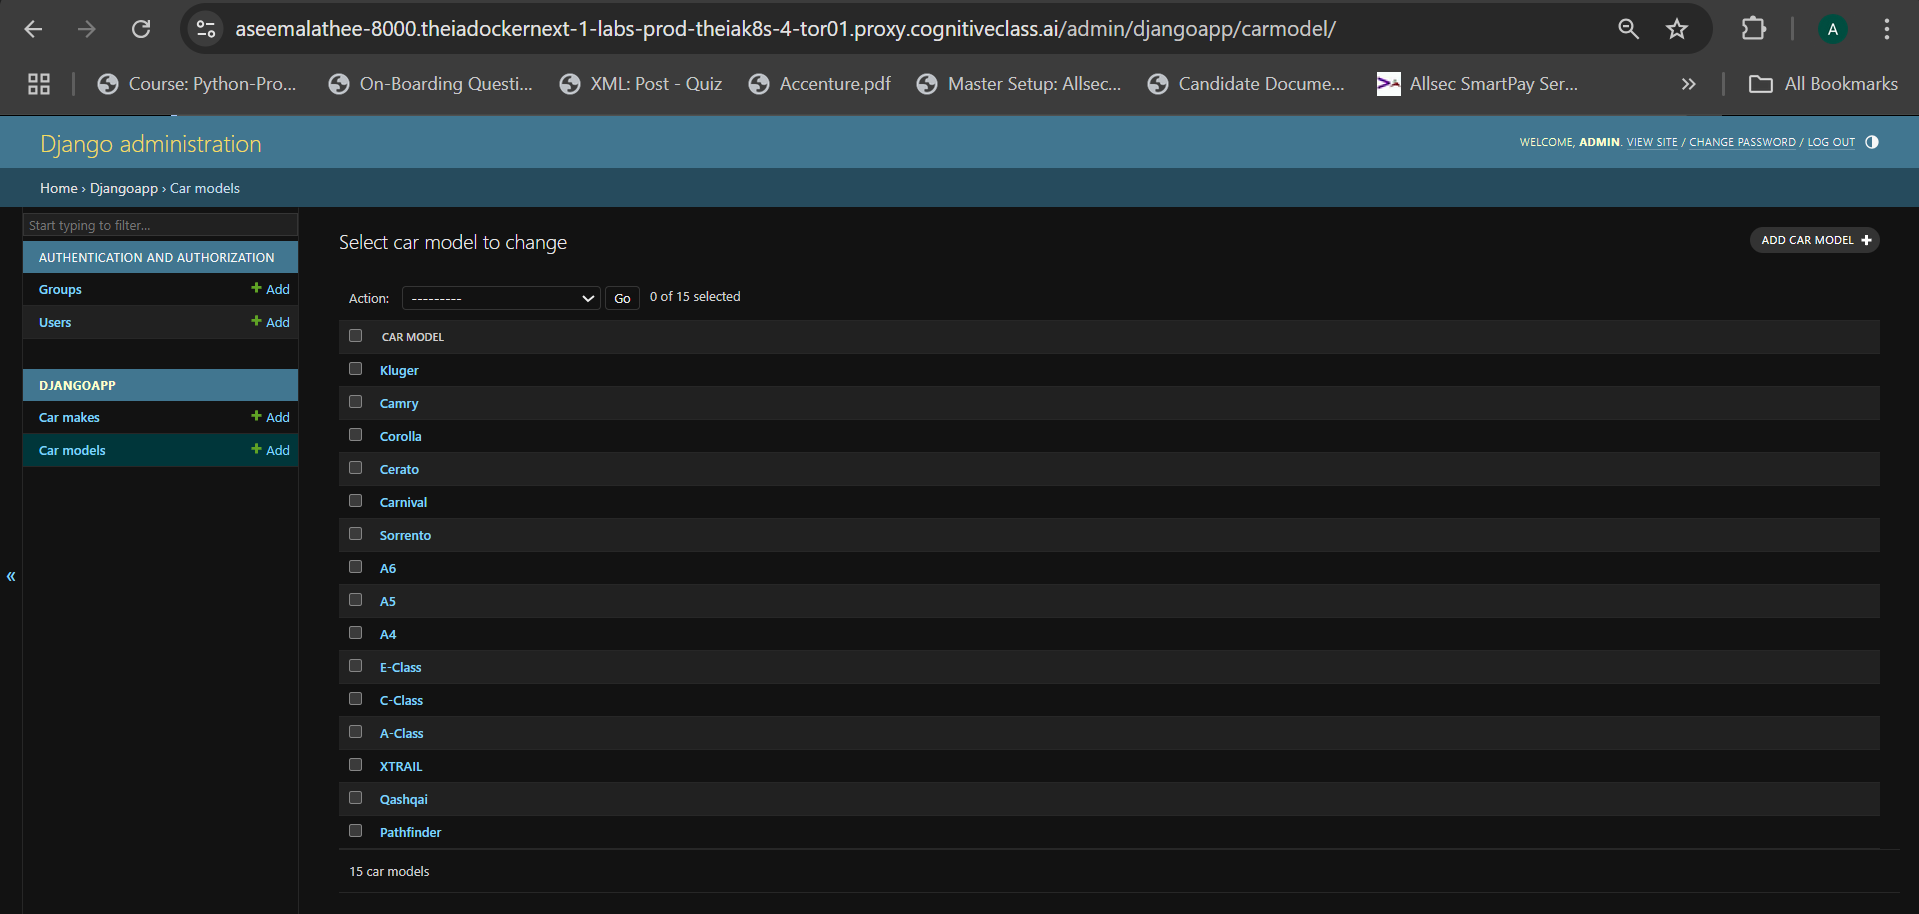 aseemalathee-8000.theiadockernext-1-labs-prod-theiak8s-4-tor01.proxy.cognitiveclass.ai/admin/djangoapp/carmodel/
A
Course: Python-Pro...
On-Boarding Questi...
XML: Post - Quiz
Accenture.pdf
Master Setup: Allsec...
Candidate Docume...
Allsec SmartPay Ser...
»
All Bookmarks
Django administration
WELCOME, ADMIN. VIEW SITE / CHANGE PASSWORD / LOG OUT
Home › Djangoapp › Car models
Start typing to filter...
AUTHENTICATION AND AUTHORIZATION
Groups + Add
Users + Add
DJANGOAPP
Car makes + Add
Car models + Add
«
Select car model to change
ADD CAR MODEL +
Action: --------- Go 0 of 15 selected
CAR MODEL
Kluger
Camry
Corolla
Cerato
Carnival
Sorrento
A6
A5
A4
E-Class
C-Class
A-Class
XTRAIL
Qashqai
Pathfinder
15 car models